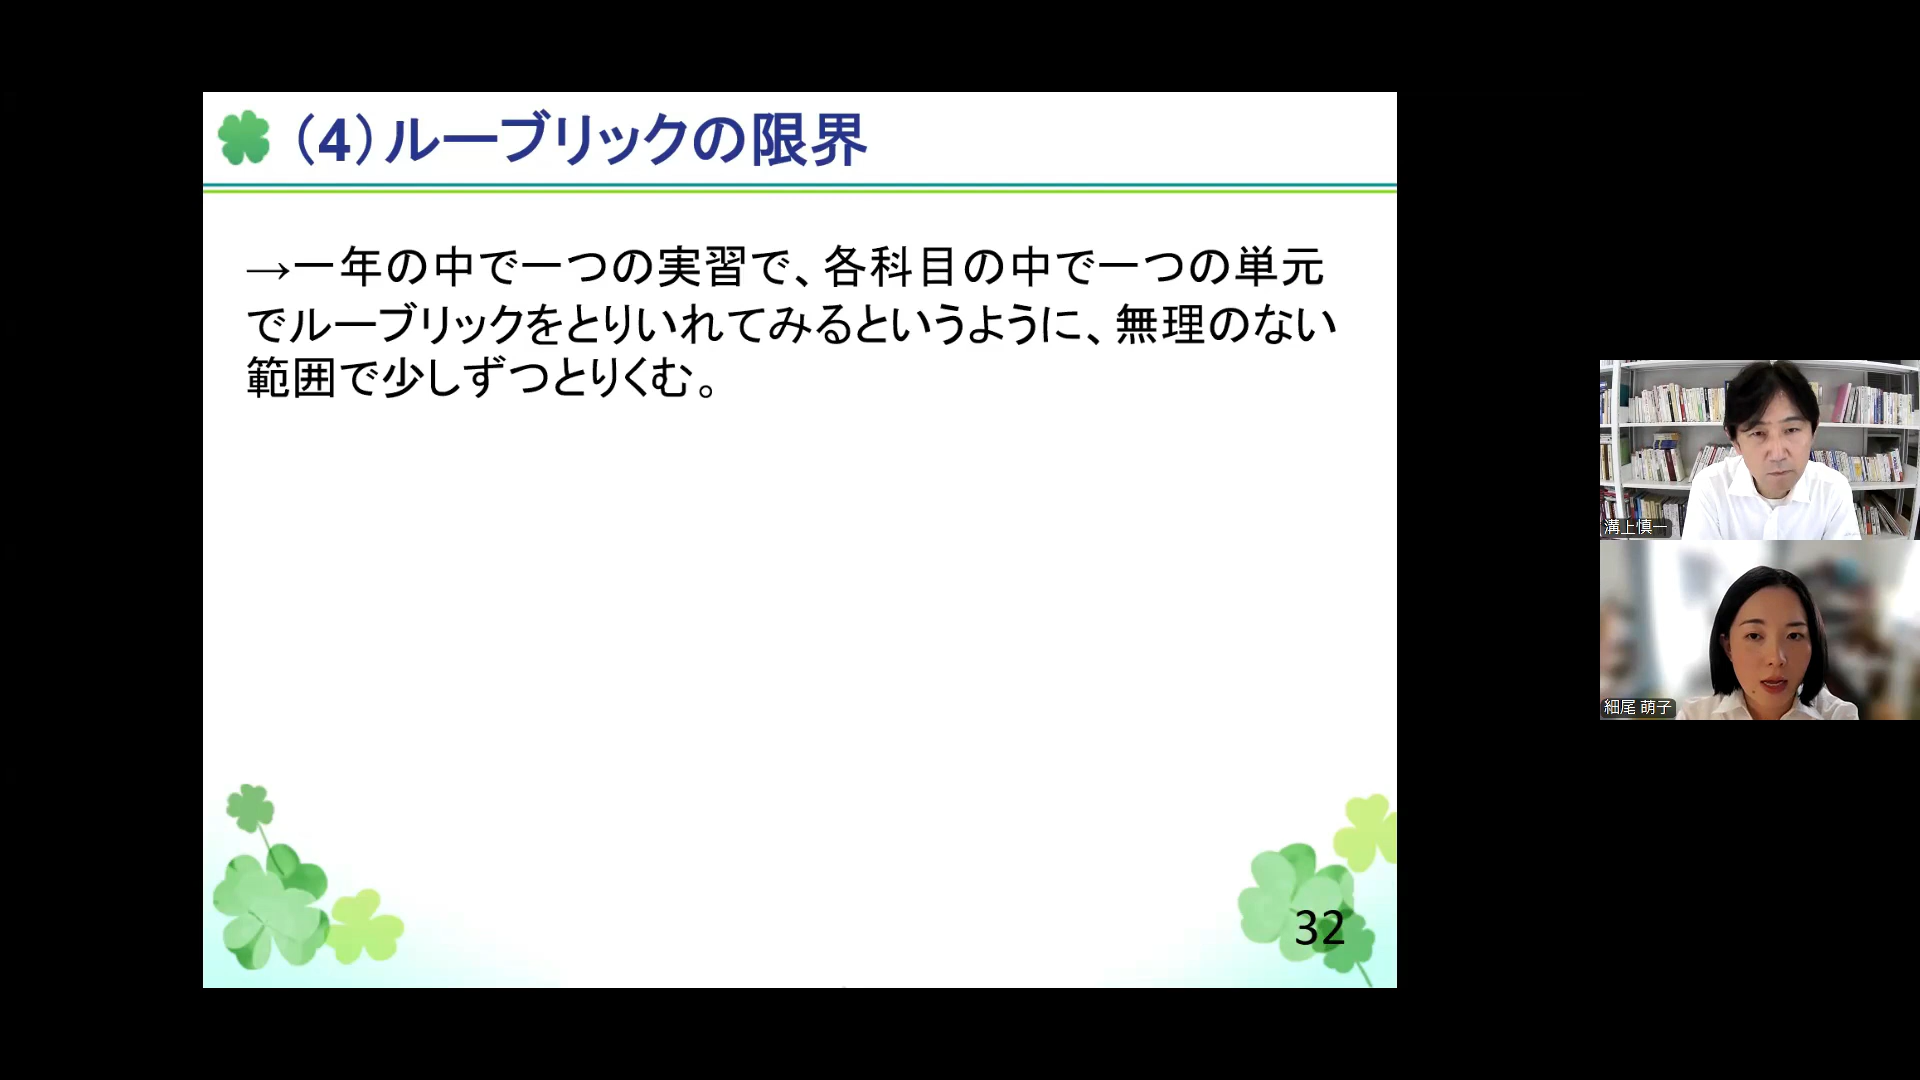 （4）ルーブリックの限界
→一年の中で一つの実習で、各科目の中で一つの単元
でルーブリックをとりいれてみるというように、無理のない
範囲で少しずつとりくむ。
32
溝上慎一
細尾 萌子